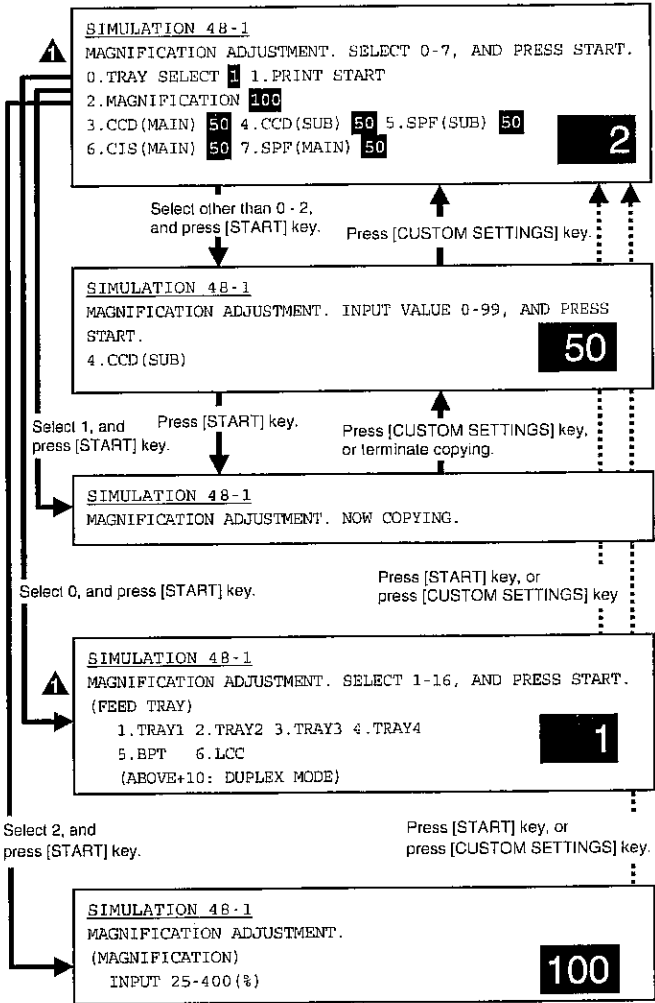 SIMULATION 48-1
1
MAGNIFICATION ADJUSTMENT. SELECT 0-7, AND PRESS START.
0.TRAY SELECT 1 1.PRINT START
2.MAGNIFICATION 100
3.CCD(MAIN) 50 4.CCD(SUB) 50 5.SPF(SUB) 50
6.CIS(MAIN) 50 7.SPF(MAIN) 50
2
Select other than 0 - 2,
and press [START] key.
Press [CUSTOM SETTINGS] key.
SIMULATION 48-1
MAGNIFICATION ADJUSTMENT. INPUT VALUE 0-99, AND PRESS
START.
4.CCD(SUB)
50
Select 1, and
press [START] key.
Press [START] key.
Press [CUSTOM SETTINGS] key,
or terminate copying.
SIMULATION 48-1
MAGNIFICATION ADJUSTMENT. NOW COPYING.
Select 0, and press [START] key.
Press [START] key, or
press [CUSTOM SETTINGS] key
SIMULATION 48-1
1
MAGNIFICATION ADJUSTMENT. SELECT 1-16, AND PRESS START.
(FEED TRAY)
1.TRAY1 2.TRAY2 3.TRAY3 4.TRAY4
5.BPT 6.LCC
(ABOVE+10: DUPLEX MODE)
1
Select 2, and
press [START] key.
Press [START] key, or
press [CUSTOM SETTINGS] key.
SIMULATION 48-1
MAGNIFICATION ADJUSTMENT.
(MAGNIFICATION)
INPUT 25-400(%)
100